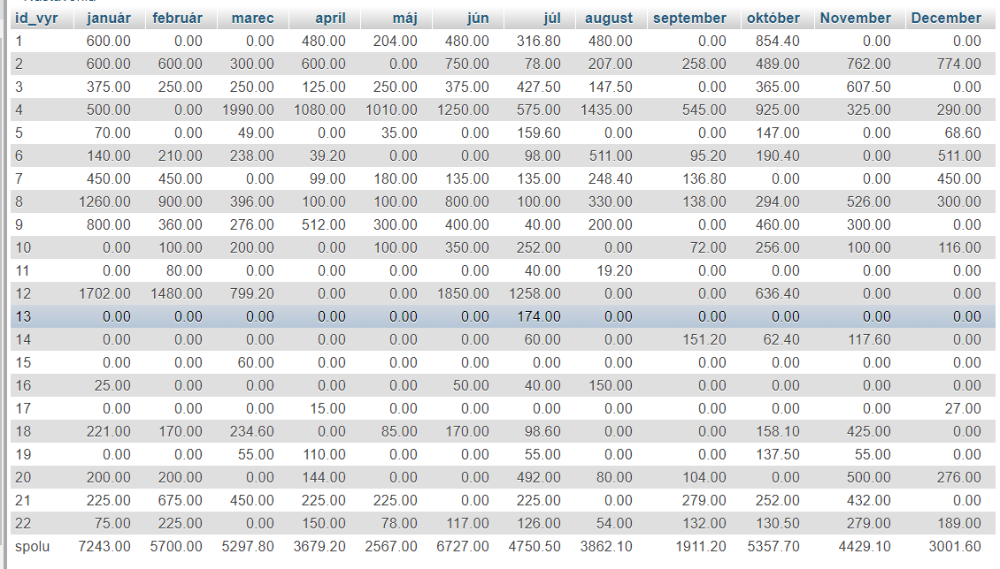 id_vyr január február marec apríl máj jún júl august september október November December
1 600.00 0.00 0.00 480.00 204.00 480.00 316.80 480.00 0.00 854.40 0.00 0.00
2 600.00 600.00 300.00 600.00 0.00 750.00 78.00 207.00 258.00 489.00 762.00 774.00
3 375.00 250.00 250.00 125.00 250.00 375.00 427.50 147.50 0.00 365.00 607.50 0.00
4 500.00 0.00 1990.00 1080.00 1010.00 1250.00 575.00 1435.00 545.00 925.00 325.00 290.00
5 70.00 0.00 49.00 0.00 35.00 0.00 159.60 0.00 0.00 147.00 0.00 68.60
6 140.00 210.00 238.00 39.20 0.00 0.00 98.00 511.00 95.20 190.40 0.00 511.00
7 450.00 450.00 0.00 99.00 180.00 135.00 135.00 248.40 136.80 0.00 0.00 450.00
8 1260.00 900.00 396.00 100.00 100.00 800.00 100.00 330.00 138.00 294.00 526.00 300.00
9 800.00 360.00 276.00 512.00 300.00 400.00 40.00 200.00 0.00 460.00 300.00 0.00
10 0.00 100.00 200.00 0.00 100.00 350.00 252.00 0.00 72.00 256.00 100.00 116.00
11 0.00 80.00 0.00 0.00 0.00 0.00 40.00 19.20 0.00 0.00 0.00 0.00
12 1702.00 1480.00 799.20 0.00 0.00 1850.00 1258.00 0.00 0.00 636.40 0.00 0.00
13 0.00 0.00 0.00 0.00 0.00 0.00 174.00 0.00 0.00 0.00 0.00 0.00
14 0.00 0.00 0.00 0.00 0.00 0.00 60.00 0.00 151.20 62.40 117.60 0.00
15 0.00 0.00 60.00 0.00 0.00 0.00 0.00 0.00 0.00 0.00 0.00 0.00
16 25.00 0.00 0.00 0.00 0.00 50.00 40.00 150.00 0.00 0.00 0.00 0.00
17 0.00 0.00 0.00 15.00 0.00 0.00 0.00 0.00 0.00 0.00 0.00 27.00
18 221.00 170.00 234.60 0.00 85.00 170.00 98.60 0.00 0.00 158.10 425.00 0.00
19 0.00 0.00 55.00 110.00 0.00 0.00 55.00 0.00 0.00 137.50 55.00 0.00
20 200.00 200.00 0.00 144.00 0.00 0.00 492.00 80.00 104.00 0.00 500.00 276.00
21 225.00 675.00 450.00 225.00 225.00 0.00 225.00 0.00 279.00 252.00 432.00 0.00
22 75.00 225.00 0.00 150.00 78.00 117.00 126.00 54.00 132.00 130.50 279.00 189.00
spolu 7243.00 5700.00 5297.80 3679.20 2567.00 6727.00 4750.50 3862.10 1911.20 5357.70 4429.10 3001.60